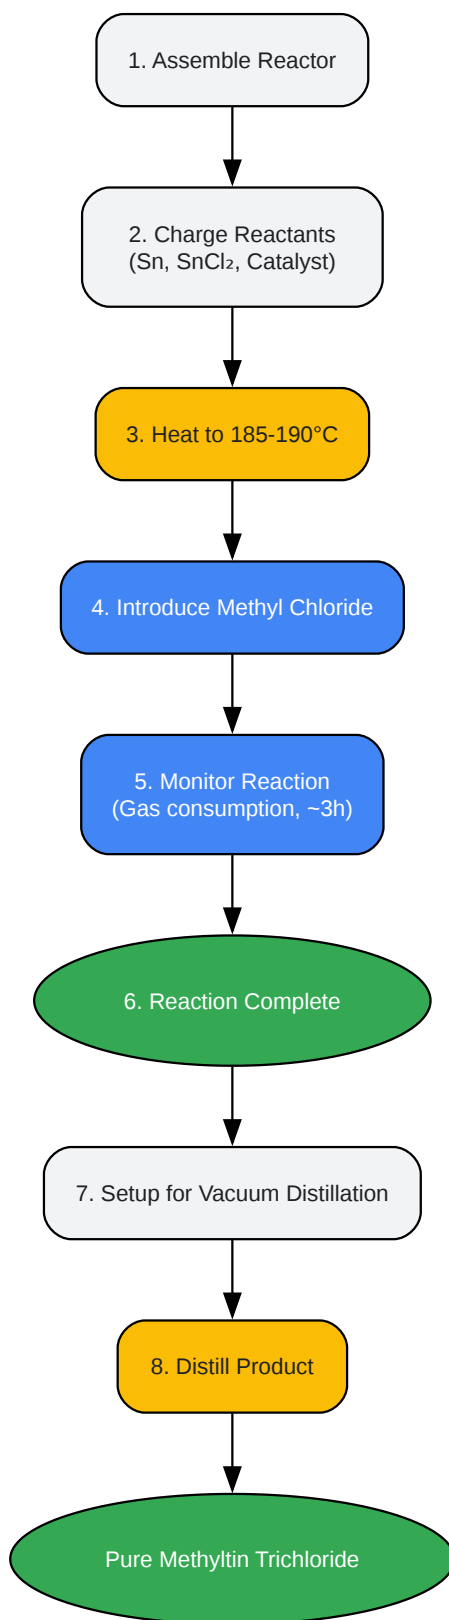 1. Assemble Reactor
2. Charge Reactants
(Sn, SnCl₂, Catalyst)
3. Heat to 185-190°C
4. Introduce Methyl Chloride
5. Monitor Reaction
(Gas consumption, ~3h)
6. Reaction Complete
7. Setup for Vacuum Distillation
8. Distill Product
Pure Methyltin Trichloride